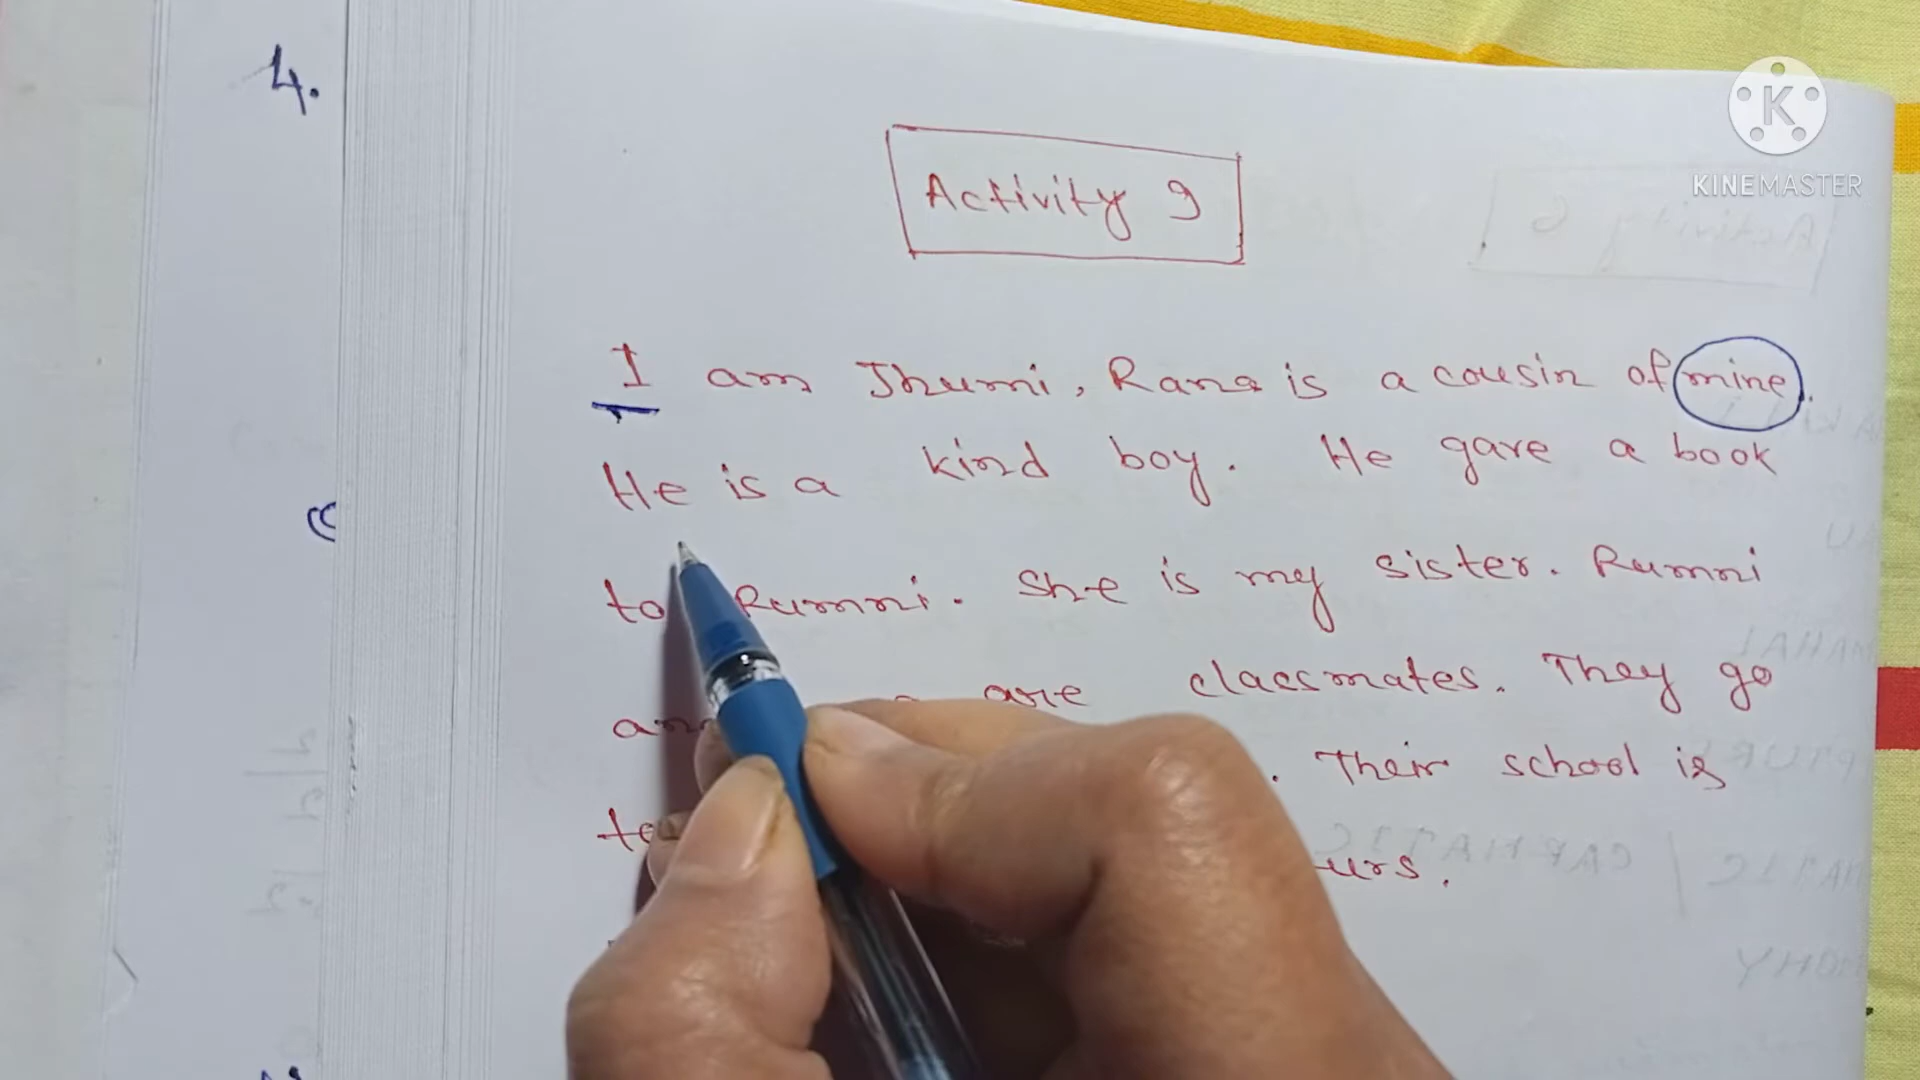 4.
KINEMASTER
Activity 9
I am Jhumi, Rana is a cousin of mine.
He is a kind boy. He gave a book
to Rumni. She is my sister. Rumni
are classmates. They go
. Their school is
urs.